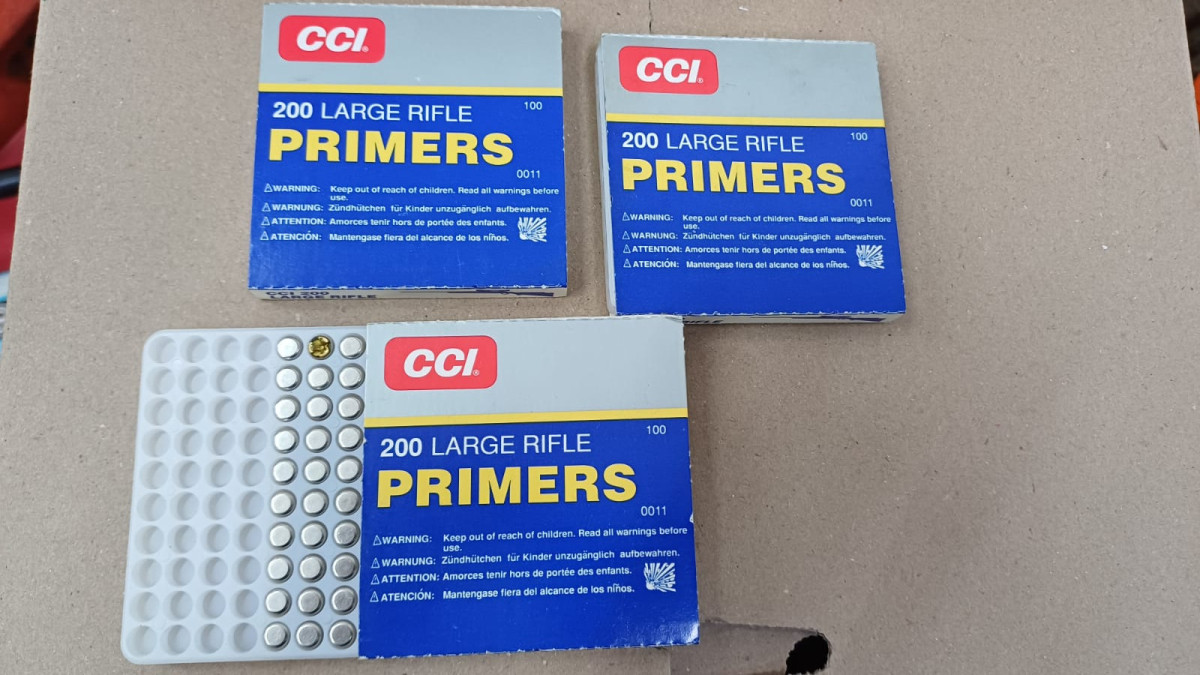 CCI
200 LARGE RIFLE 100
PRIMERS
0011
WARNING: Keep out of reach of children. Read all warnings before
use.
WARNUNG: Zündhütchen für Kinder unzugänglich aufbewahren.
ATTENTION: Amorces tenir hors de portée des enfants.
ATENCIÓN: Mantengase fiera del alcance de los niños.
CCI 200
LARGE RIFLE
CCI
200 LARGE RIFLE 100
PRIMERS
0011
WARNING: Keep out of reach of children. Read all warnings before
use.
WARNUNG: Zündhütchen für Kinder unzugänglich aufbewahren.
ATTENTION: Amorces tenir hors de portée des enfants.
ATENCIÓN: Mantengase fiera del alcance de los niños.
RIFLE
CCI
200 LARGE RIFLE 100
PRIMERS
0011
WARNING: Keep out of reach of children. Read all warnings before
use.
WARNUNG: Zündhütchen für Kinder unzugänglich aufbewahren.
ATTENTION: Amorces tenir hors de portée des enfants.
ATENCIÓN: Mantengase fiera del alcance de los niños.